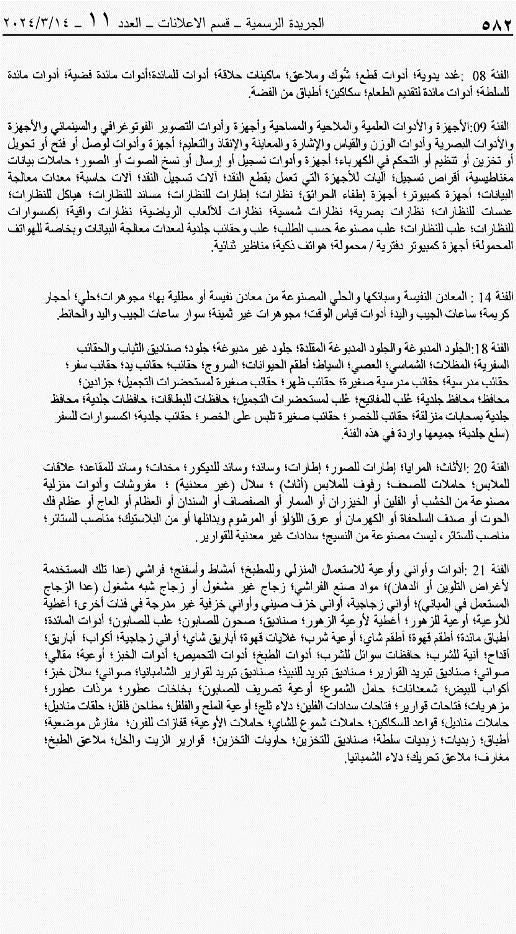 ٥٨٢ الجريدة الرسمية ــ قسم الاعلانات ــ العدد ١١ ــ ٢٠٢٤/٣/١٤
الفئة 08 :عُدد يدوية؛ أدوات قطع؛ شُوك وملاعق؛ ماكينات حلاقة؛ أدوات للمائدة؛أدوات مائدة فضية؛ أدوات مائدة
للسلطة؛ أدوات مائدة لتقديم الطعام؛ سكاكين؛ أطباق من الفضة.
الفئة 09:الأجهزة والأدوات العلمية والملاحية والمساحية وأجهزة وأدوات التصوير الفوتوغرافي والسينمائي والأجهزة
والأدوات البصرية وأدوات الوزن والقياس والإشارة والمعاينة والإنقاذ والتعليم؛ أجهزة وأدوات لوصل أو فتح أو تحويل
أو تخزين أو تنظيم أو التحكم في الكهرباء؛ أجهزة وأدوات تسجيل أو إرسال أو نسخ الصوت أو الصور؛ حاملات بيانات
مغناطيسية، أقراص تسجيل؛ آليات للأجهزة التي تعمل بقطع النقد؛ آلات تسجيل النقد؛ آلات حاسبة؛ معدات معالجة
البيانات؛ أجهزة كمبيوتر؛ أجهزة إطفاء الحرائق؛ نظارات؛ إطارات للنظارات؛ مساند للنظارات؛ هياكل للنظارات؛
عدسات للنظارات؛ نظارات بصرية؛ نظارات شمسية؛ نظارات للألعاب الرياضية؛ نظارات واقية؛ إكسسوارات
للنظارات؛ علب للنظارات؛ علب مصنوعة حسب الطلب؛ علب وحقائب جلدية لمعدات معالجة البيانات وبخاصة للهواتف
المحمولة؛ أجهزة كمبيوتر دفترية / محمولة؛ هواتف ذكية؛ مناظير ثنائية.
الفئة 14 : المعادن النفيسة وسبائكها والحلي المصنوعة من معادن نفيسة أو مطلية بها؛ مجوهرات؛حلي؛ أحجار
كريمة؛ ساعات الجيب واليد؛ أدوات قياس الوقت؛ مجوهرات غير ثمينة؛ سوار ساعات الجيب واليد والحائط.
الفئة 18:الجلود المدبوغة والجلود المدبوغة المقلدة؛ جلود غير مدبوغة؛ جلود؛ صناديق الثياب والحقائب
السفرية؛ المظلات؛ الشماسي؛ العصي؛ السياط؛ أطقم الحيوانات؛ السروج؛ حقائب؛ حقائب يد؛ حقائب سفر؛
حقائب مدرسية؛ حقائب مدرسية صغيرة؛ حقائب ظهر؛ حقائب صغيرة لمستحضرات التجميل؛ جزادين؛
محافظ؛ محافظ جلدية؛ عُلب للمفاتيح؛ عُلب لمستحضرات التجميل؛ حافظات للبطاقات؛ حافظات جلدية؛ محافظ
جلدية بسحابات منزلقة؛ حقائب للخصر؛ حقائب صغيرة تلبس على الخصر؛ حقائب جلدية؛ اكسسوارات للسفر
(سلع جلدية؛ جميعها واردة في هذه الفئة.
الفئة 20 :الأثاث؛ المرايا؛ إطارات للصور؛ إطارات؛ وسائد؛ وسائد للديكور؛ مخدات؛ وسائد للمقاعد؛ علاقات
للملابس؛ حاملات للصحف؛ رفوف للملابس (أثاث) ؛ سلال (غير معدنية) ؛ مفروشات وأدوات منزلية
مصنوعة من الخشب أو الفلين أو الخيزران أو السمار أو الصفصاف أو السندان أو العظام أو العاج أو عظام فك
الحوت أو صدف السلحفاة أو الكهرمان أو عرق اللؤلؤ أو المرشوم وبدائلها أو من البلاستيك؛ مناصب للستائر؛
مناصب للستائر، ليست مصنوعة من النسيج؛ سدادات غير معدنية للقوارير.
الفئة 21 :أدوات وأواني وأوعية للاستعمال المنزلي وللمطبخ؛ أمشاط وأسفنج؛ فراشي (عدا تلك المستخدمة
لأغراض التلوين أو الدهان)؛ مواد صنع الفراشي؛ زجاج غير مشغول أو زجاج شبه مشغول (عدا الزجاج
المستعمل في المباني)؛ أواني زجاجية، أواني خزف صيني وأواني خزفية غير مدرجة في فئات أخرى؛ أغطية
للأوعية؛ أوعية للزهور؛ أغطية لأوعية الزهور؛ صناديق؛ صحون للصابون؛ علب للصابون؛ أدوات المائدة؛
أطباق مائدة؛ أطقم قهوة؛ أطقم شاي؛ أوعية شرب؛ غلايات قهوة؛ أباريق شاي؛ أواني زجاجية؛ أكواب؛ أباريق؛
أقداح؛ أنية للشرب؛ حافظات سوائل للشرب؛ أدوات الطبخ؛ أدوات التحميص؛ أدوات الخبز؛ أوعية؛ مقالي؛
صواني؛ صناديق تبريد القوارير؛ صناديق تبريد للنبيذ؛ صناديق تبريد لقوارير الشامبانيا؛ صواني؛ سلال خبز؛
أكواب للبيض؛ شمعدانات؛ حامل الشموع؛ أوعية تصريف للصابون؛ بخاخات عطور؛ مرذات عطور؛
مزهريات؛ فتاحات قوارير؛ فتاحات سدادات الفلين؛ دلاء ثلج؛ أوعية الملح والفلفل؛ مطاحن فلفل؛ حلقات مناديل؛
حاملات مناديل؛ قواعد للسكاكين؛ حاملات شموع للشاي؛ حاملات الأوعية؛ قفازات للفرن؛ مفارش موضعية؛
أطباق؛ زبديات؛ زبديات سلطة؛ صناديق للتخزين؛ حاويات التخزين؛ قوارير الزيت والخل؛ ملاعق الطبخ؛
مغارف؛ ملاعق تحريك؛ دلاء الشمبانيا.